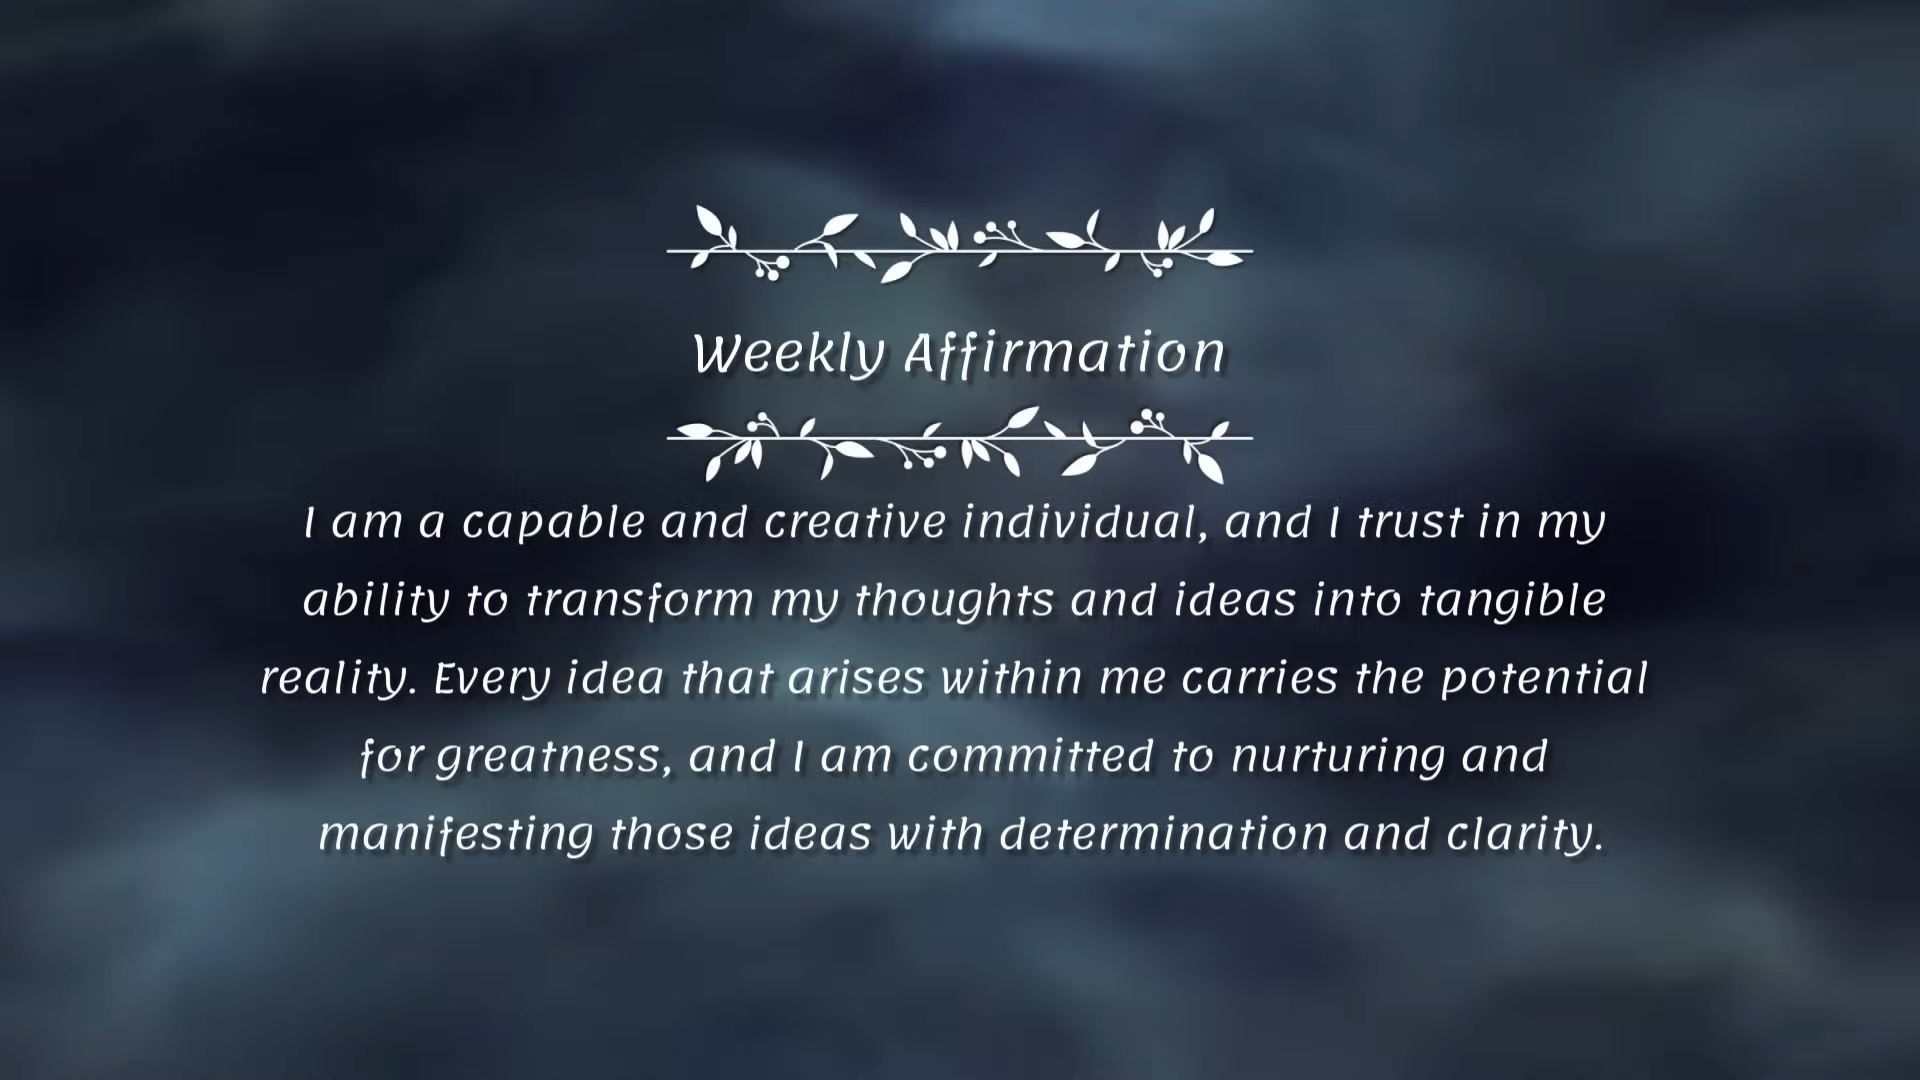 Weekly Affirmation
I am a capable and creative individual, and I trust in my
ability to transform my thoughts and ideas into tangible
reality. Every idea that arises within me carries the potential
for greatness, and I am committed to nurturing and
manifesting those ideas with determination and clarity.